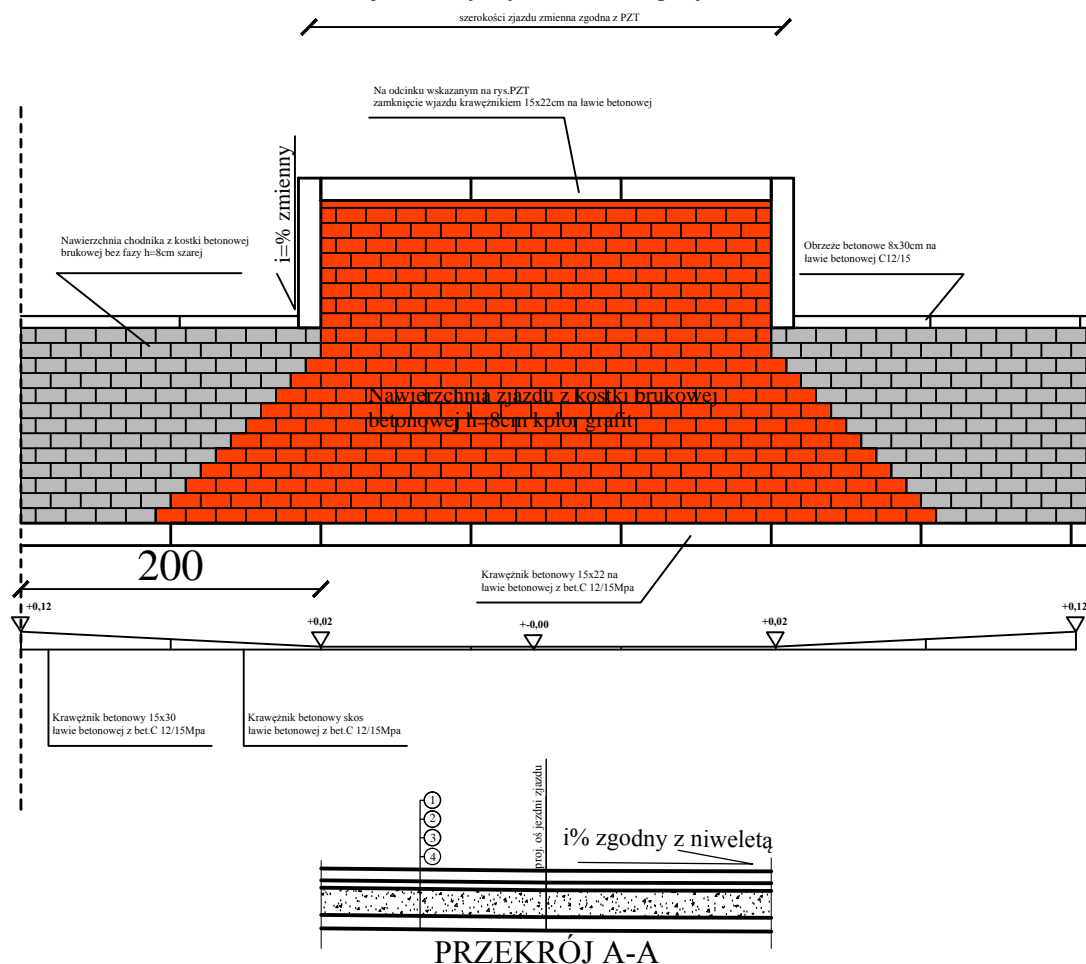 szerokości zjazdu zmienna zgodna z PZT
Na odcinku wskazanym na rys.PZT
zamknięcie wjazdu krawężnikiem 15x22cm na ławie betonowej
i=% zmienny
Nawierzchnia chodnika z kostki betonowej
brukowej bez fazy h=8cm szarej
Obrzeże betonowe 8x30cm na
ławie betonowej C12/15
Nawierzchnia zjazdu z kostki brukowej
betonowej h=8cm kolor grafit
200
Krawężnik betonowy 15x22 na
ławie betonowej z bet.C 12/15Mpa
+0,12
+0,02
+-0,00
+0,02
+0,12
Krawężnik betonowy 15x30
ławie betonowej z bet.C 12/15Mpa
Krawężnik betonowy skos
ławie betonowej z bet.C 12/15Mpa
1
2
3
4
proj. oś jezdni zjazdu
i% zgodny z niweletą
PRZEKRÓJ A-A